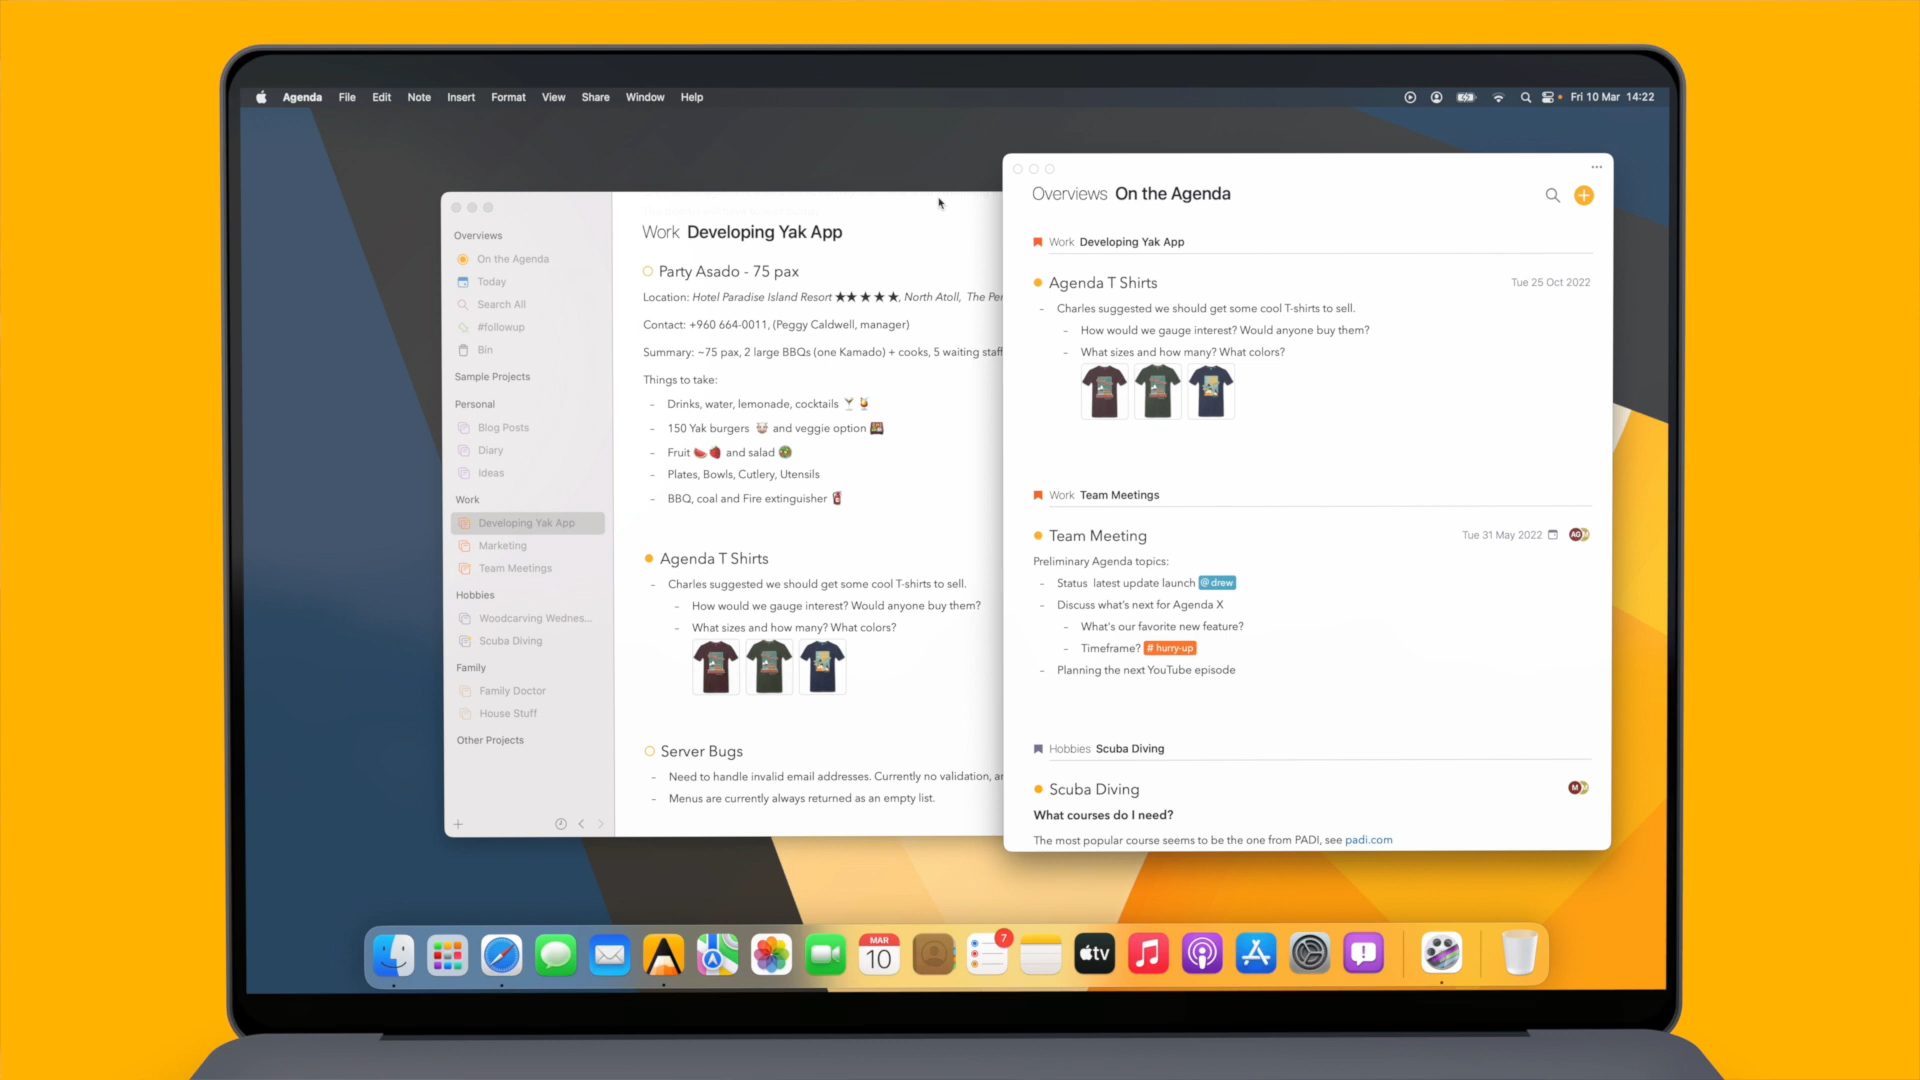 Agenda File Edit Note Insert Format View Share Window Help
Fri 10 Mar 14:22
Overviews
On the Agenda
Today
Search All
#followup
Bin
Sample Projects
Personal
Blog Posts
Diary
Ideas
Work
Developing Yak App
Marketing
Team Meetings
Hobbies
Woodcarving Wednes...
Scuba Diving
Family
Family Doctor
House Stuff
Other Projects
Work Developing Yak App
Party Asado - 75 pax
Location: Hotel Paradise Island Resort ★★★★★, North Atoll, The
Contact: +960 664-0011, (Peggy Caldwell, manager)
Summary: ~75 pax, 2 large BBQs (one Kamado) + cooks, 5 waiting staff
Things to take:
- Drinks, water, lemonade, cocktails 🍸 🍹
- 150 Yak burgers 🐮 and veggie option 🍱
- Fruit 🍉🍓 and salad 🥝
- Plates, Bowls, Cutlery, Utensils
- BBQ, coal and Fire extinguisher 🧯
Agenda T Shirts
- Charles suggested we should get some cool T-shirts to sell.
- How would we gauge interest? Would anyone buy them?
- What sizes and how many? What colors?
Server Bugs
- Need to handle invalid email addresses. Currently no validation,
- Menus are currently always returned as an empty list.
Overviews On the Agenda
Work Developing Yak App
Agenda T Shirts
Tue 25 Oct 2022
- Charles suggested we should get some cool T-shirts to sell.
- How would we gauge interest? Would anyone buy them?
- What sizes and how many? What colors?
Work Team Meetings
Team Meeting
Tue 31 May 2022
AG
Preliminary Agenda topics:
- Status latest update launch @drew
- Discuss what's next for Agenda X
- What's our favorite new feature?
- Timeframe? # hurry-up
- Planning the next YouTube episode
Hobbies Scuba Diving
Scuba Diving
M
What courses do I need?
The most popular course seems to be the one from PADI, see padi.com
MAR
10
7
tv